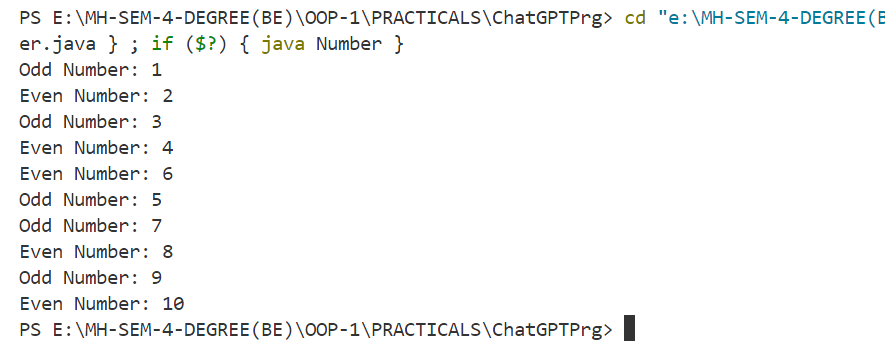 PS E:\MH-SEM-4-DEGREE(BE)\OOP-1\PRACTICALS\ChatGPTPrg> cd "e:\MH-SEM-4-DEGREE(B
er.java } ; if ($?) { java Number }
Odd Number: 1
Even Number: 2
Odd Number: 3
Even Number: 4
Even Number: 6
Odd Number: 5
Odd Number: 7
Even Number: 8
Odd Number: 9
Even Number: 10
PS E:\MH-SEM-4-DEGREE(BE)\OOP-1\PRACTICALS\ChatGPTPrg>